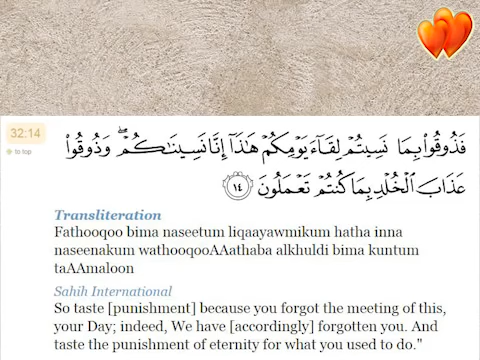 32:14
to top
فَذُوقُوا۟ بِمَا نَسِيتُمْ لِقَآءَ يَوْمِكُمْ هَٰذَآ إِنَّا نَسِينَٰكُمْ ۖ وَذُوقُوا۟
عَذَابَ ٱلْخُلْدِ بِمَا كُنتُمْ تَعْمَلُونَ ١٤
Transliteration
Fathooqoo bima naseetum liqaayawmikum hatha inna
naseenakum wathooqooAAathaba alkhuldi bima kuntum
taAAmaloon
Sahih International
So taste [punishment] because you forgot the meeting of this,
your Day; indeed, We have [accordingly] forgotten you. And
taste the punishment of eternity for what you used to do."